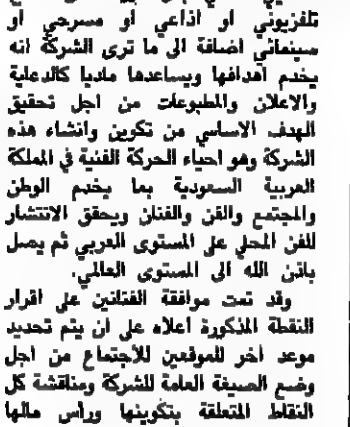 تلفزيوني او اذاعي او مسرحي او
سينمائي اضافة الى ما ترى الشركة انه
يخدم اهدافها ويساعدها ماديا كالدعاية
والاعلان والمطبوعات من اجل تحقيق
الهدف الاساسي من تكوين وانشاء هذه
الشركة وهو احياء الحركة الفنية في المملكة
العربية السعودية بما يخدم الوطن
والمجتمع والفن والفنان ويحقق الانتشار
للفن المحلي على المستوى العربي ثم يصل
باذن الله الى المستوى العالمي.
وقد تمت موافقة الفنانين على اقرار
النقطة المذكورة اعلاه على ان يتم تحديد
موعد اخر للموقعين للأجتماع من اجل
وضع الصيغة العامة للشركة ومناقشة كل
النقاط المتعلقة بتكوينها ورأس مالها